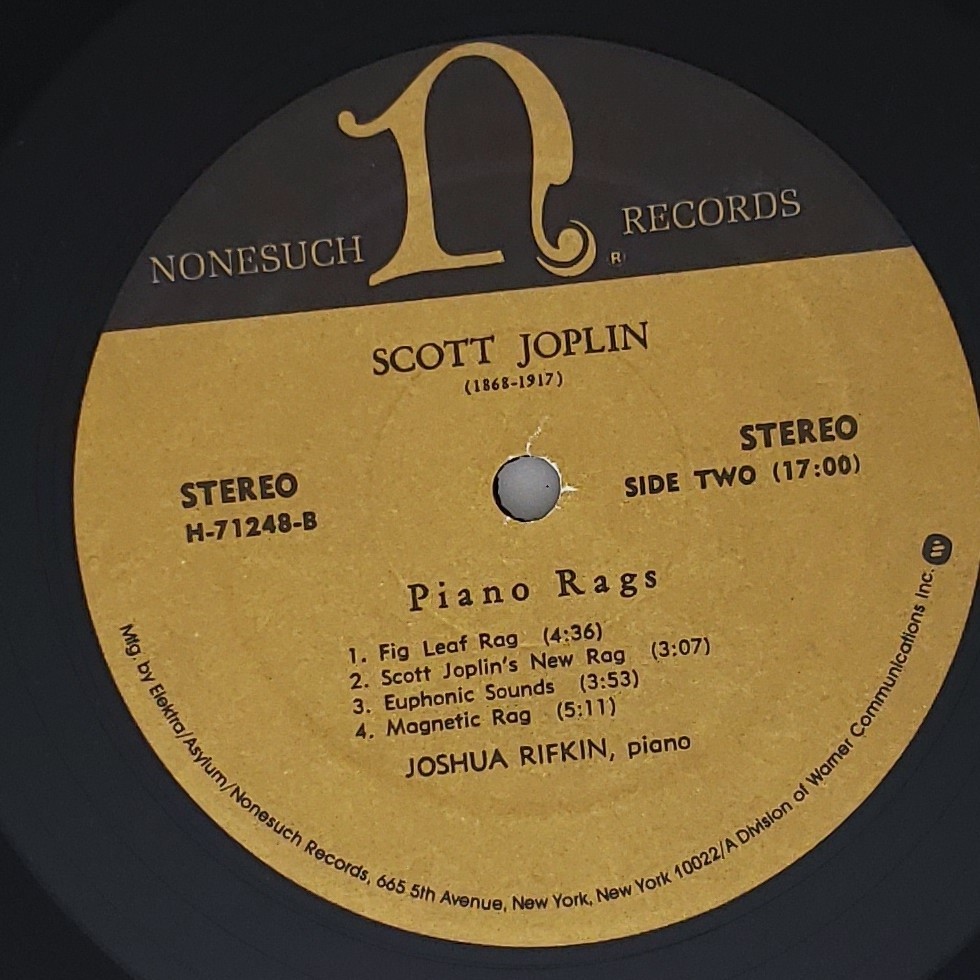 n
NONESUCH RECORDS
®
SCOTT JOPLIN
(1868-1917)
STEREO
H-71248-B
STEREO
SIDE TWO (17:00)
Piano Rags
1. Fig Leaf Rag (4:36)
2. Scott Joplin's New Rag (3:07)
3. Euphonic Sounds (3:53)
4. Magnetic Rag (5:11)
JOSHUA RIFKIN, piano
Mfg. by Elektra/Asylum/Nonesuch Records, 665 5th Avenue, New York, New York 10022/A Division of Warner Communications Inc.